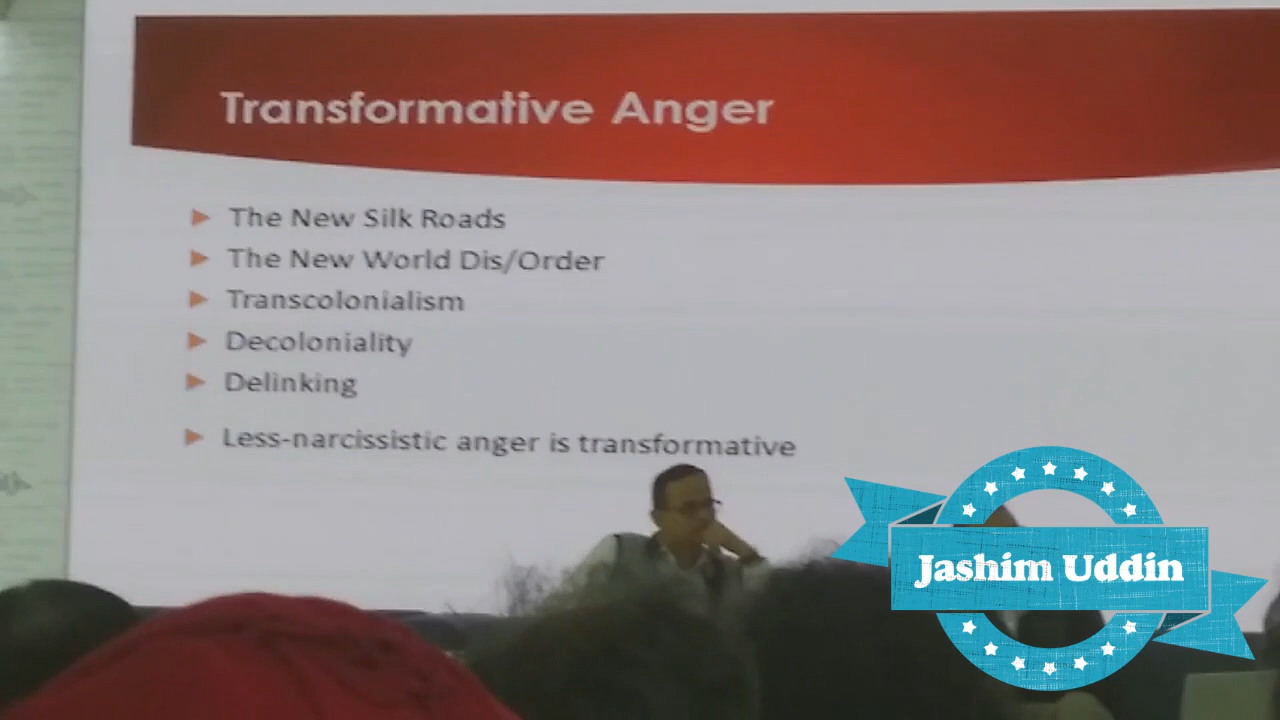 Transformative Anger
The New Silk Roads
The New World Dis/Order
Transcolonialism
Decoloniality
Delinking
Less-narcissistic anger is transformative
Jashim Uddin